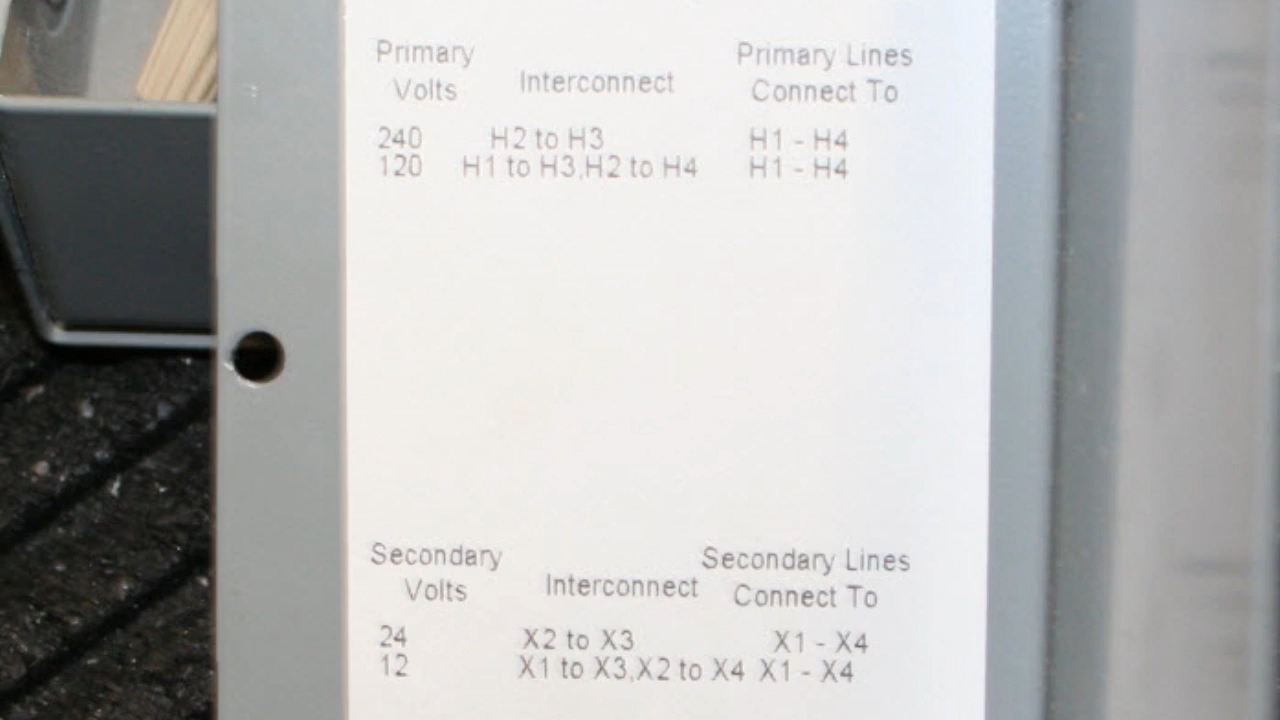 Primary Volts Interconnect Primary Lines Connect To
240 H2 to H3 H1 - H4
120 H1 to H3,H2 to H4 H1 - H4
Secondary Volts Interconnect Secondary Lines Connect To
24 X2 to X3 X1 - X4
12 X1 to X3,X2 to X4 X1 - X4